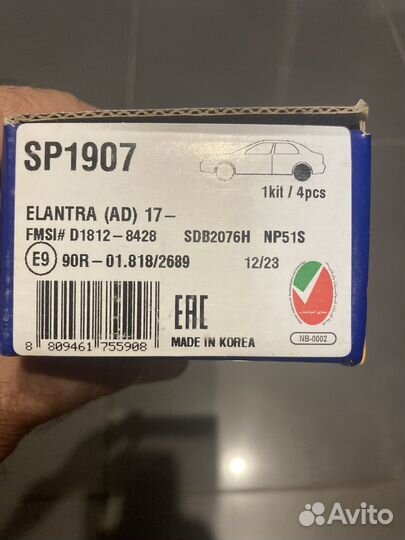 SP1907
1kit / 4pcs
ELANTRA (AD) 17-
FMSI# D1812-8428 SDB2076H NP51S
E9 90R-01.818/2689 12/23
EAC
MADE IN KOREA
NB-0002
8 809461 755908
Avito